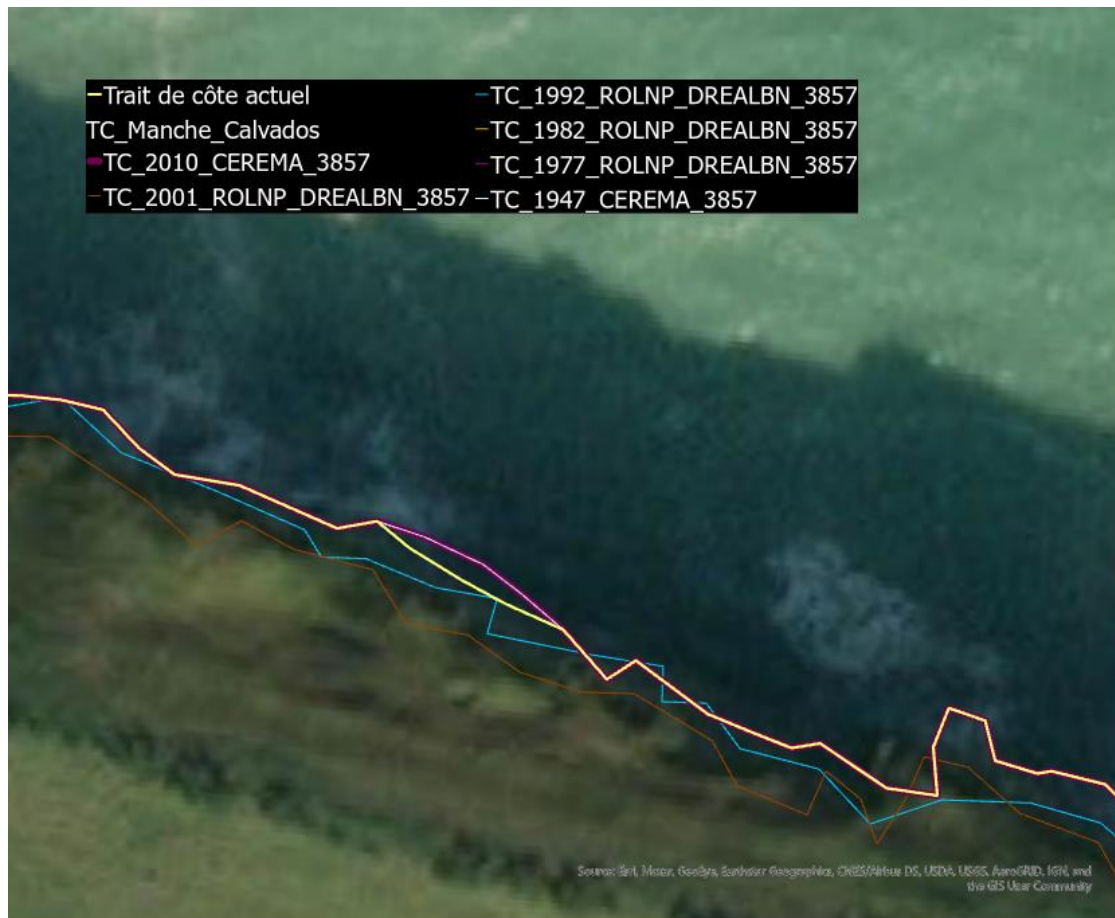 Trait de côte actuel
TC_Manche_Calvados
TC_2010_CEREMA_3857
TC_2001_ROLNP_DREALBN_3857
TC_1992_ROLNP_DREALBN_3857
TC_1982_ROLNP_DREALBN_3857
TC_1977_ROLNP_DREALBN_3857
TC_1947_CEREMA_3857
Source: Esri, Maxar, GeoEye, Earthstar Geographics, CNES/Airbus DS, USDA, USGS, AeroGRID, IGN, and
the GIS User Community